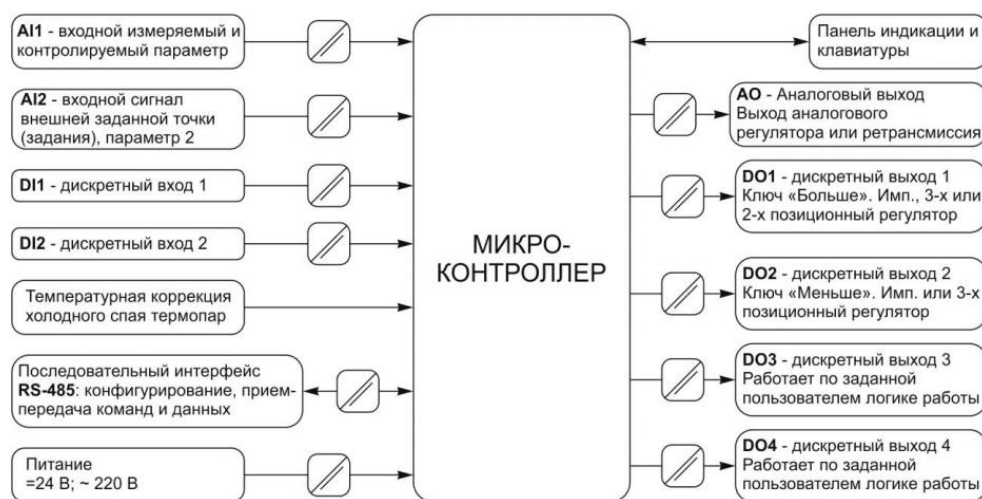 AI1 - входной измеряемый и
контролируемый параметр
AI2 - входной сигнал
внешней заданной точки
(задания), параметр 2
DI1 - дискретный вход 1
DI2 - дискретный вход 2
Температурная коррекция
холодного спая термопар
Последовательный интерфейс
RS-485: конфигурирование, прием-
передача команд и данных
Питание
=24 В; ~ 220 В
МИКРО-
КОНТРОЛЛЕР
Панель индикации и
клавиатуры
AO - Аналоговый выход
Выход аналогового
регулятора или ретрансмиссия
DO1 - дискретный выход 1
Ключ «Больше». Имп., 3-х или
2-х позиционный регулятор
DO2 - дискретный выход 2
Ключ «Меньше». Имп. или 3-х
позиционный регулятор
DO3 - дискретный выход 3
Работает по заданной
пользователем логике работы
DO4 - дискретный выход 4
Работает по заданной
пользователем логике работы